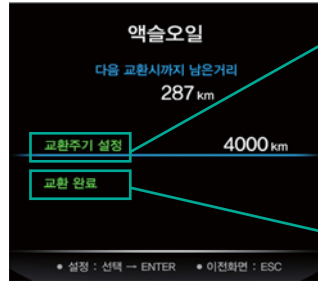 액슬오일
다음 교환시까지 남은거리
287 km
교환주기 설정 4000 km
교환 완료
● 설정 : 선택 → ENTER ● 이전화면 : ESC